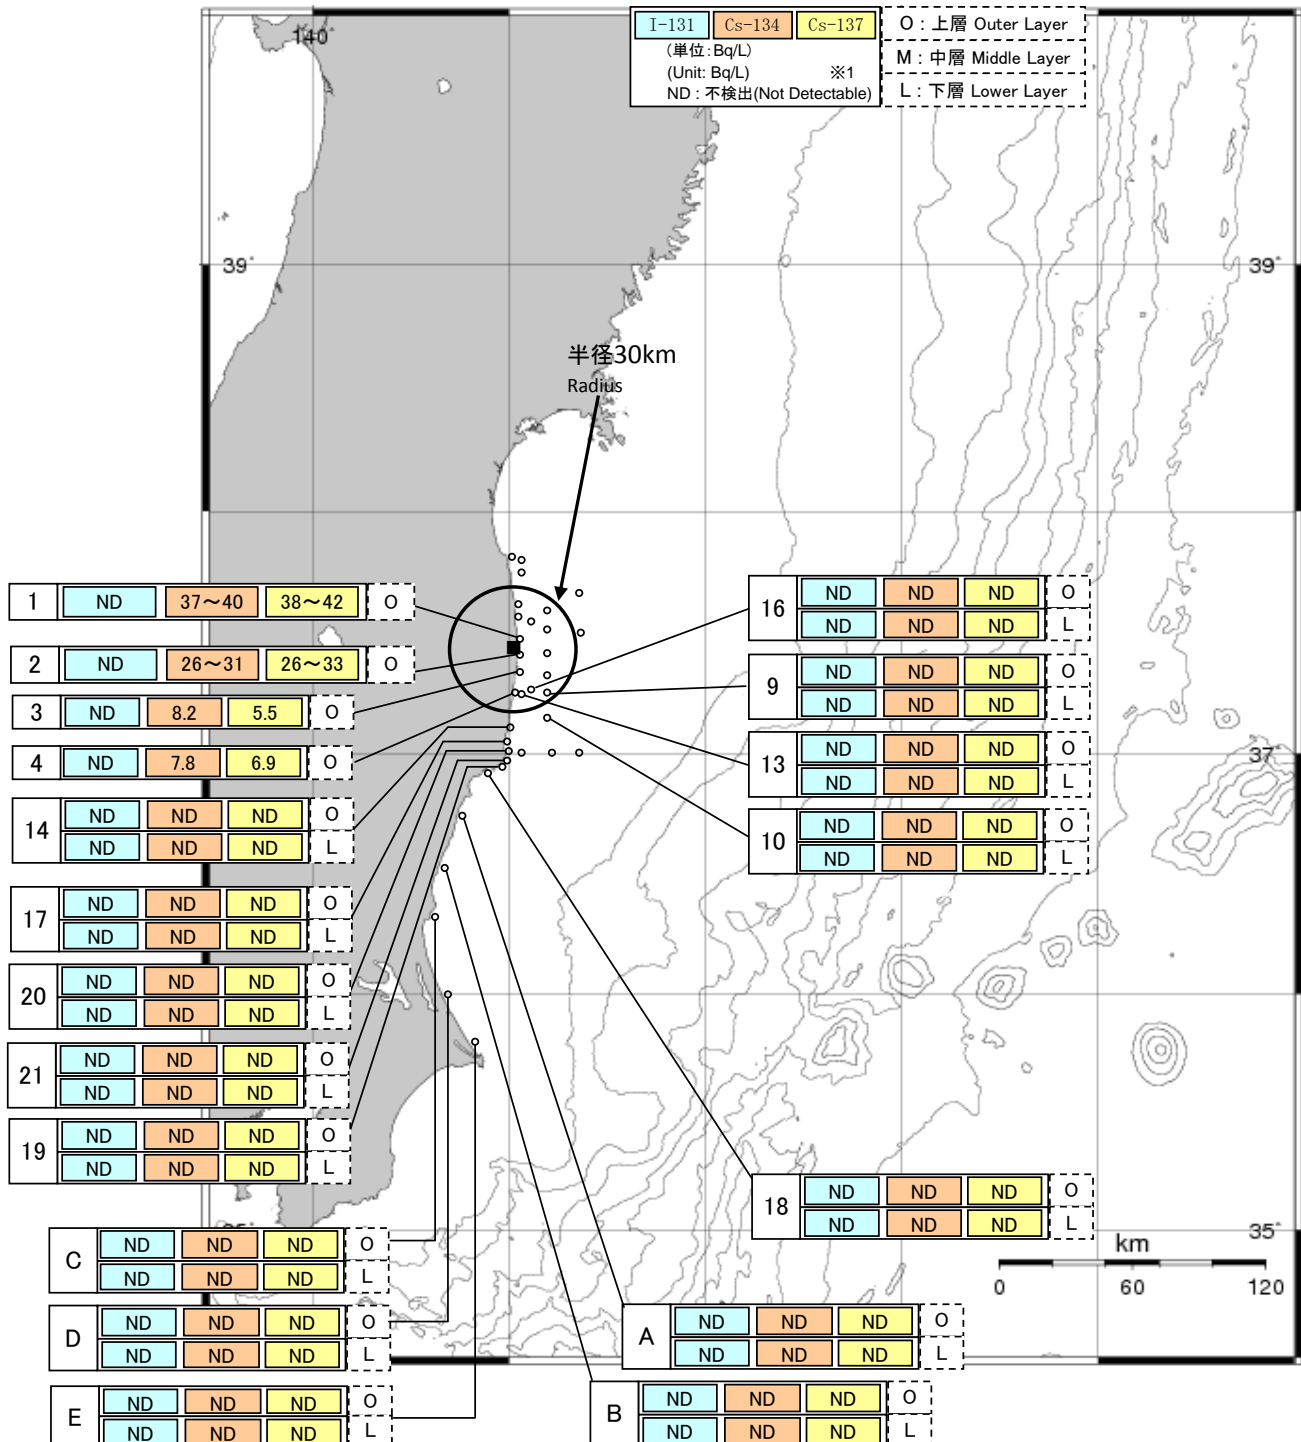 140°
I-131 Cs-134 Cs-137
(単位:Bq/L)
(Unit: Bq/L) ※1
ND : 不検出(Not Detectable)
O : 上層 Outer Layer
M : 中層 Middle Layer
L : 下層 Lower Layer
39° 39°
半径30km
Radius
1 ND 37～40 38～42 O
2 ND 26～31 26～33 O
3 ND 8.2 5.5 O
4 ND 7.8 6.9 O
14 ND ND ND O
ND ND ND L
17 ND ND ND O
ND ND ND L
20 ND ND ND O
ND ND ND L
21 ND ND ND O
ND ND ND L
19 ND ND ND O
ND ND ND L
C ND ND ND O
ND ND ND L
D ND ND ND O
ND ND ND L
E ND ND ND O
ND ND ND L
16 ND ND ND O
ND ND ND L
9 ND ND ND O
ND ND ND L
37°
13 ND ND ND O
ND ND ND L
10 ND ND ND O
ND ND ND L
18 ND ND ND O
ND ND ND L
35°
km
0 60 120
A ND ND ND O
ND ND ND L
B ND ND ND O
ND ND ND L